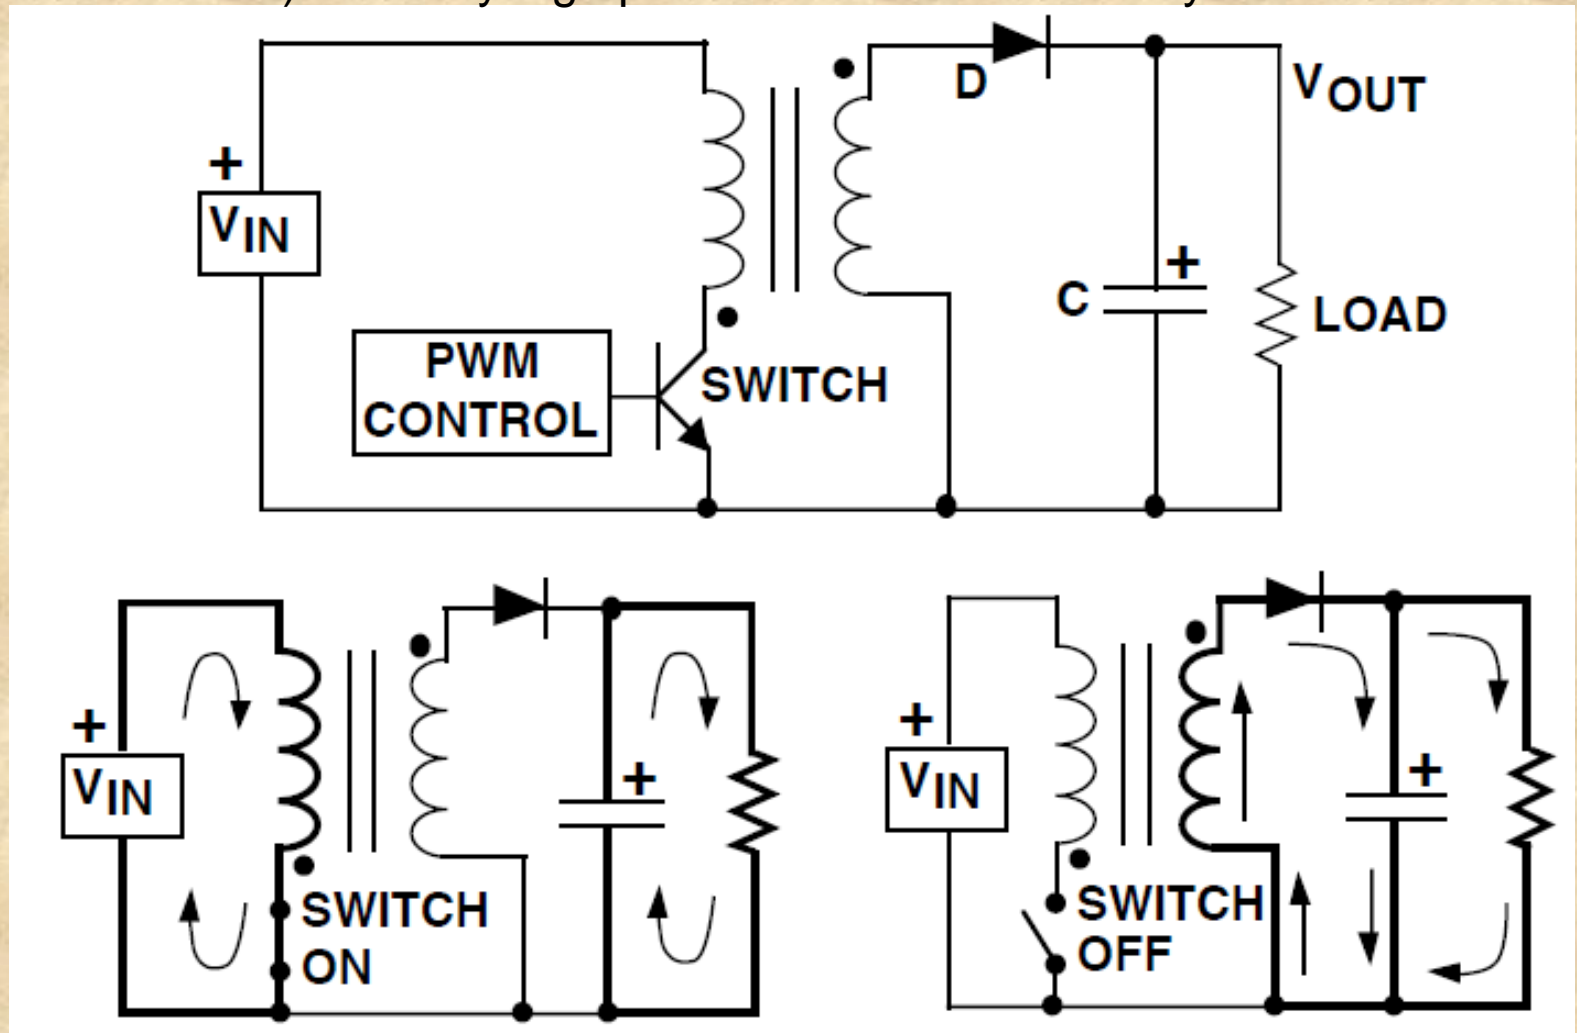 +
VIN
D
VOUT
C
+
LOAD
PWM
CONTROL
SWITCH
+
VIN
+
SWITCH
ON
+
VIN
+
SWITCH
OFF